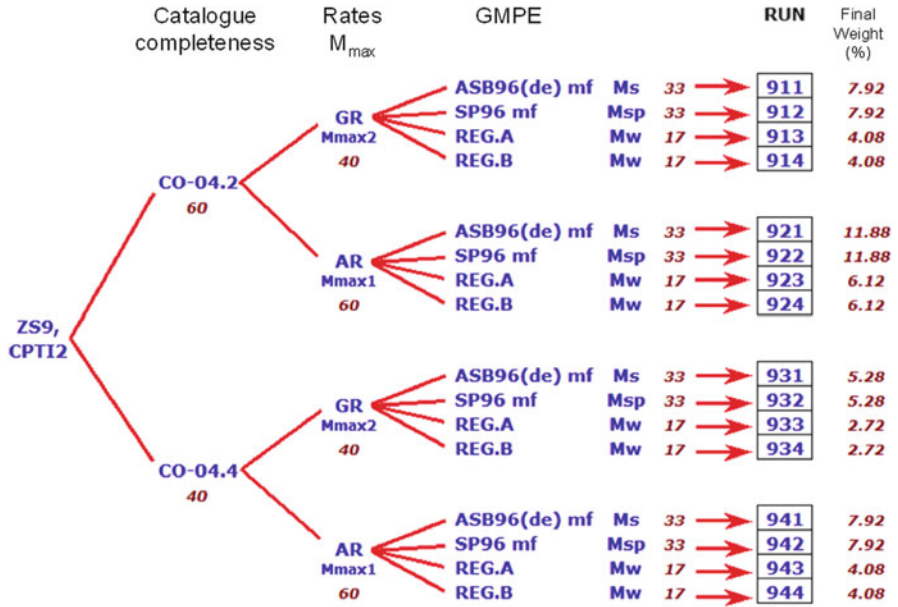 Catalogue completeness
Rates M_max
GMPE
RUN
Final Weight (%)
ASB96(de) mf Ms 33 911 7.92
SP96 mf Msp 33 912 7.92
REG.A Mw 17 913 4.08
REG.B Mw 17 914 4.08
GR
Mmax2
40
CO-04.2
60
ASB96(de) mf Ms 33 921 11.88
SP96 mf Msp 33 922 11.88
REG.A Mw 17 923 6.12
REG.B Mw 17 924 6.12
AR
Mmax1
60
ZS9,
CPTI2
ASB96(de) mf Ms 33 931 5.28
SP96 mf Msp 33 932 5.28
REG.A Mw 17 933 2.72
REG.B Mw 17 934 2.72
GR
Mmax2
40
CO-04.4
40
ASB96(de) mf Ms 33 941 7.92
SP96 mf Msp 33 942 7.92
REG.A Mw 17 943 4.08
REG.B Mw 17 944 4.08
AR
Mmax1
60